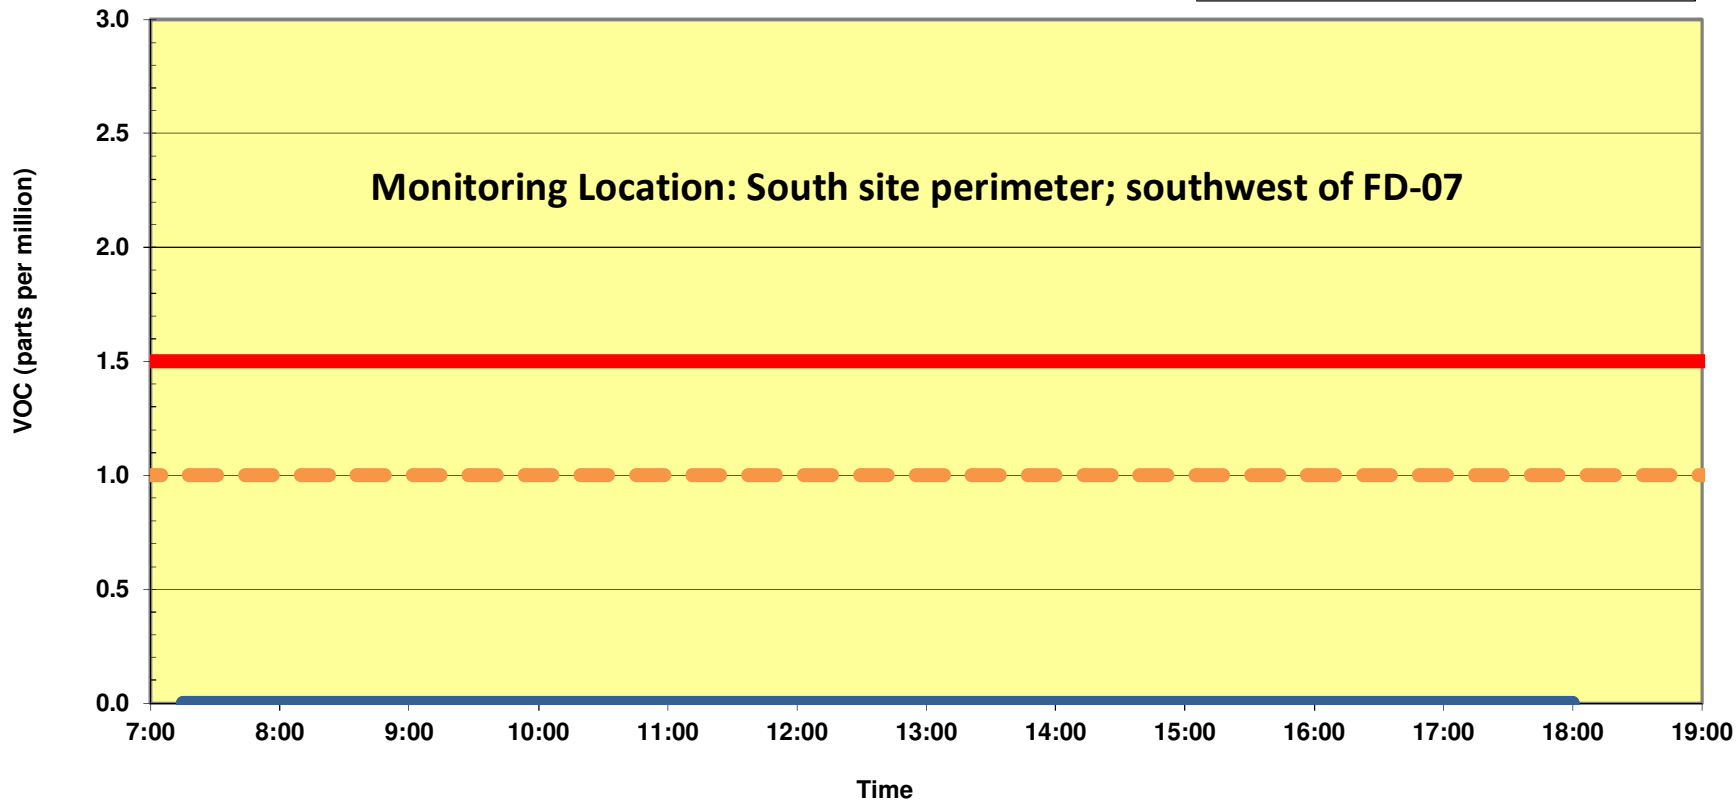 3.0
2.5
Monitoring Location: South site perimeter; southwest of FD-07
2.0
VOC (parts per million)
1.5
1.0
0.5
0.0
7:00 8:00 9:00 10:00 11:00 12:00 13:00 14:00 15:00 16:00 17:00 18:00 19:00
Time